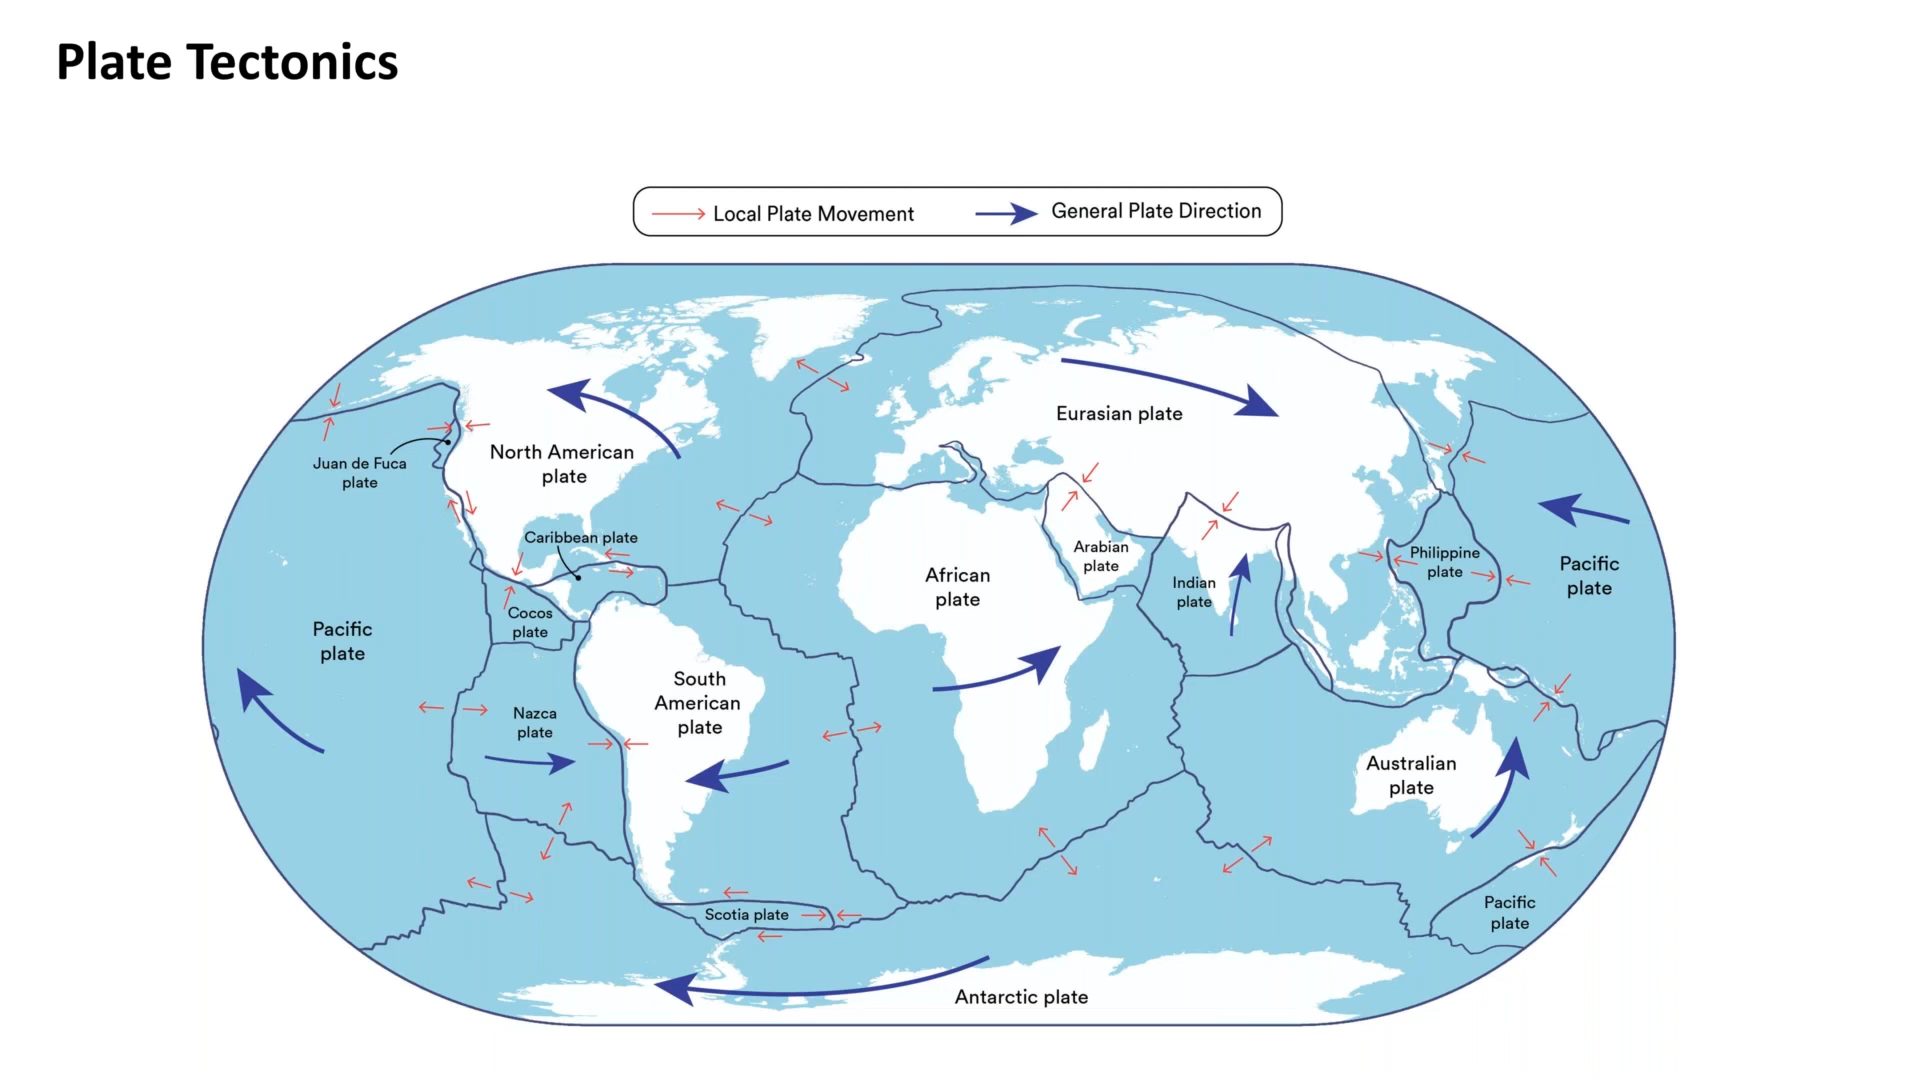 Plate Tectonics
Local Plate Movement
General Plate Direction
Eurasian plate
North American
plate
Juan de Fuca
plate
Caribbean plate
Arabian
plate
Philippine
plate
Pacific
plate
African
plate
Indian
plate
Cocos
plate
Pacific
plate
South
American
plate
Nazca
plate
Australian
plate
Scotia plate
Pacific
plate
Antarctic plate